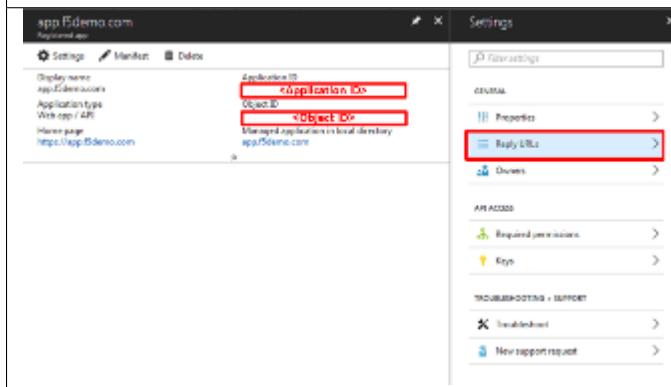 app.f5demo.com
Registered app
Settings Manifest Delete
Display name
app.f5demo.com
Application type
Web app / API
Home page
https://app.f5demo.com
Application ID
<Application ID>
Object ID
<Object ID>
Managed application in local directory
app.f5demo.com
Settings
Filter settings
GENERAL
Properties
Reply URLs
Owners
API ACCESS
Required permissions
Keys
TROUBLESHOOTING + SUPPORT
Troubleshoot
New support request